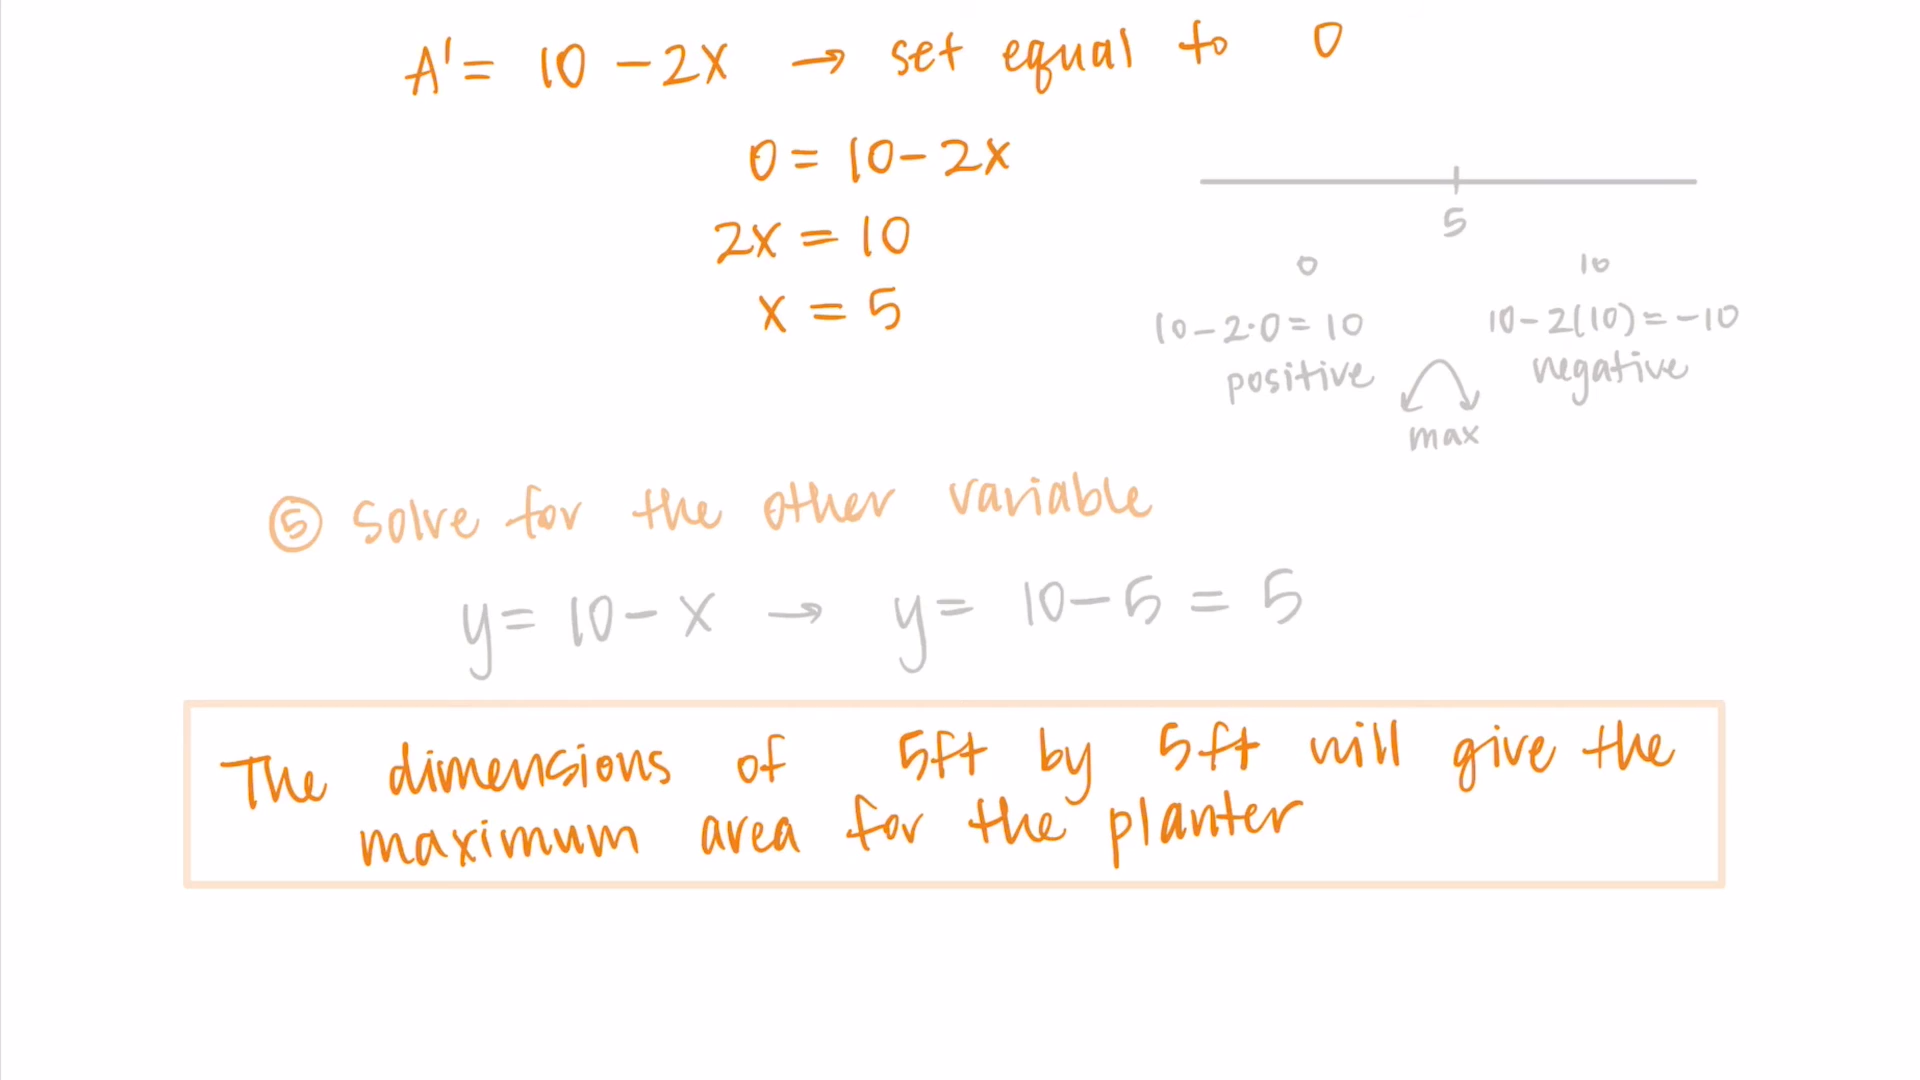 A' = 10 - 2x → set equal to 0
0 = 10 - 2x
2x = 10
x = 5
5
0
10
10 - 2·0 = 10
positive
10 - 2(10) = -10
negative
max
⑤ Solve for the other variable
y = 10 - x → y = 10 - 5 = 5
The dimensions of 5ft by 5ft will give the
maximum area for the planter